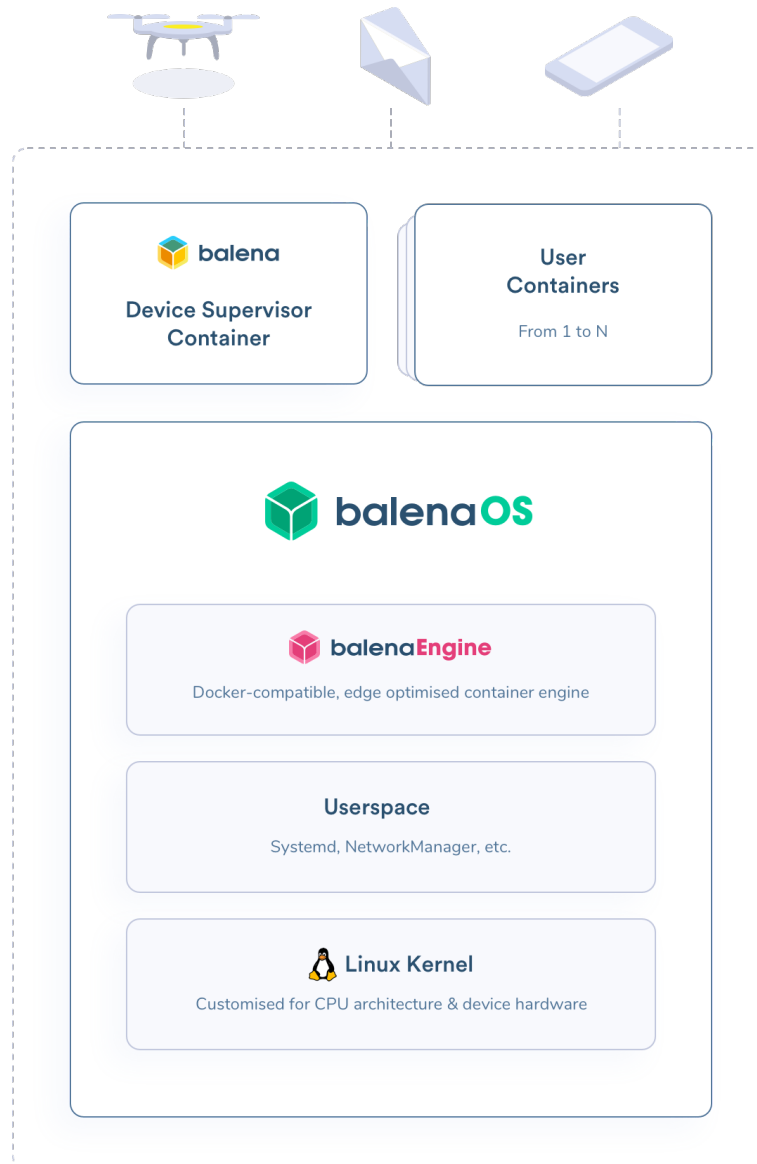 balena
Device Supervisor
Container
User
Containers
From 1 to N
balenaOS
balenaEngine
Docker-compatible, edge optimised container engine
Userspace
Systemd, NetworkManager, etc.
Linux Kernel
Customised for CPU architecture & device hardware